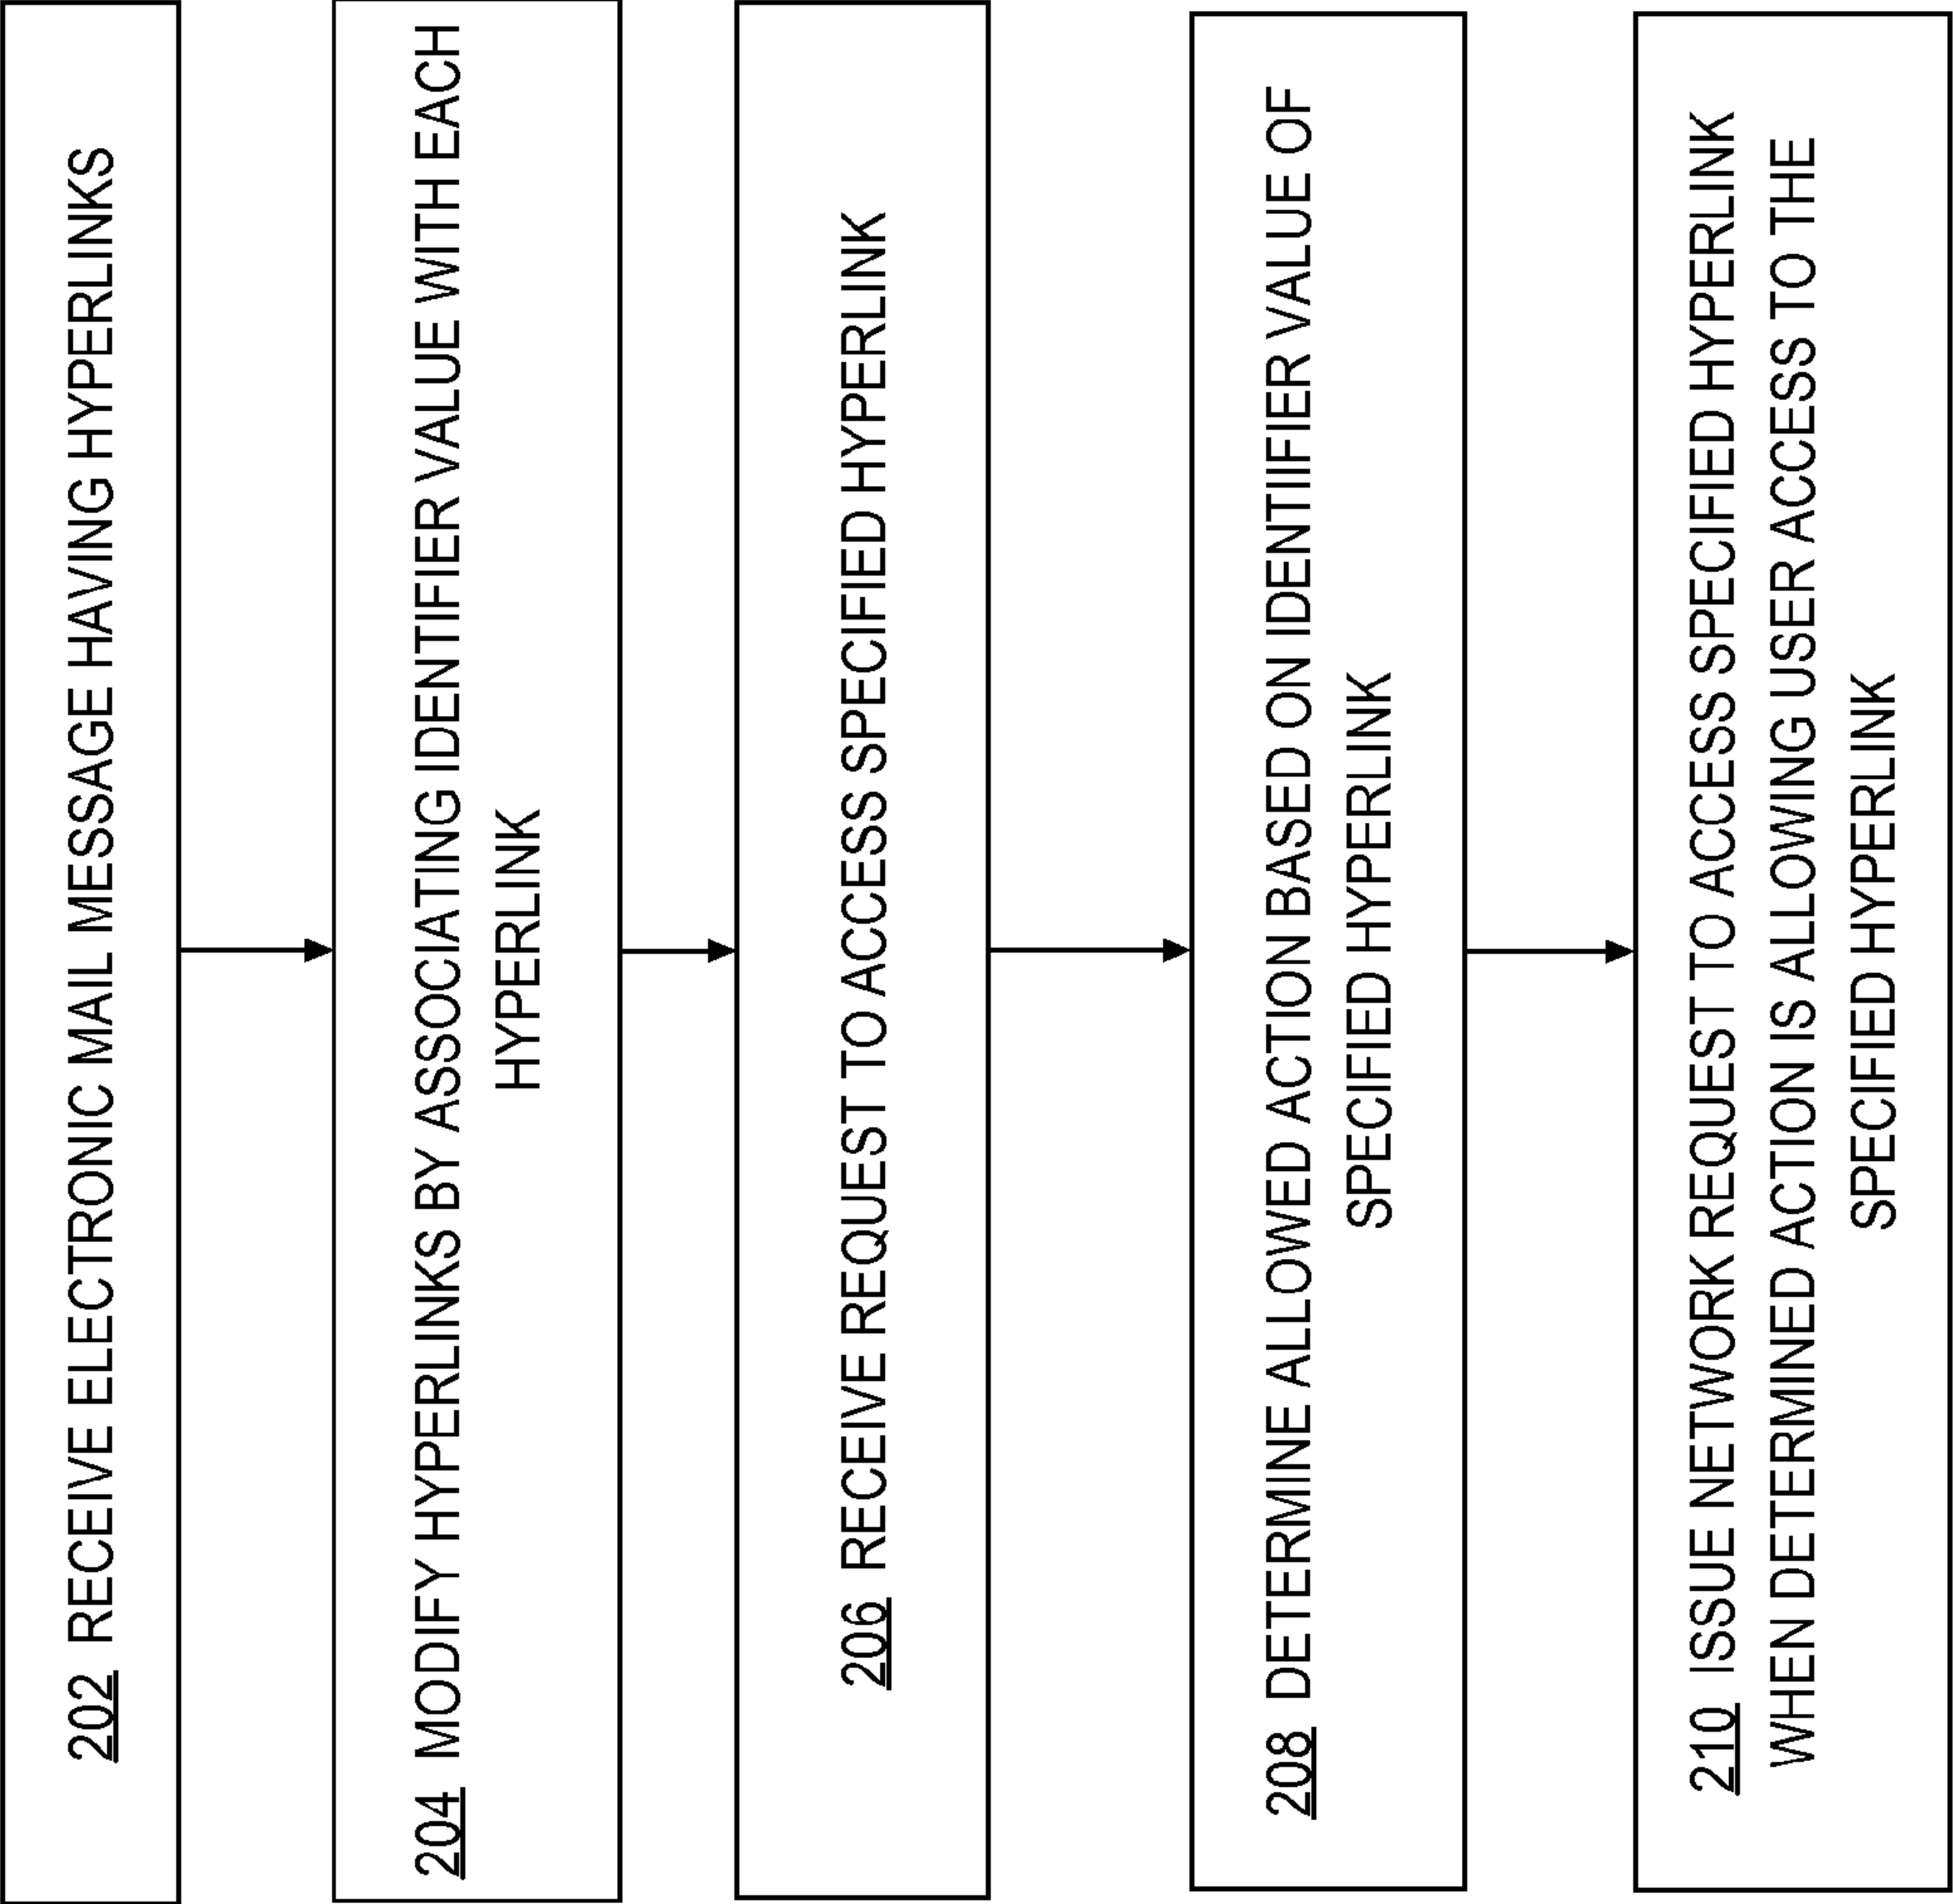 202 RECEIVE ELECTRONIC MAIL MESSAGE HAVING HYPERLINKS
204 MODIFY HYPERLINKS BY ASSOCIATING IDENTIFIER VALUE WITH EACH
HYPERLINK
206 RECEIVE REQUEST TO ACCESS SPECIFIED HYPERLINK
208 DETERMINE ALLOWED ACTION BASED ON IDENTIFIER VALUE OF
SPECIFIED HYPERLINK
210 ISSUE NETWORK REQUEST TO ACCESS SPECIFIED HYPERLINK
WHEN DETERMINED ACTION IS ALLOWING USER ACCESS TO THE
SPECIFIED HYPERLINK